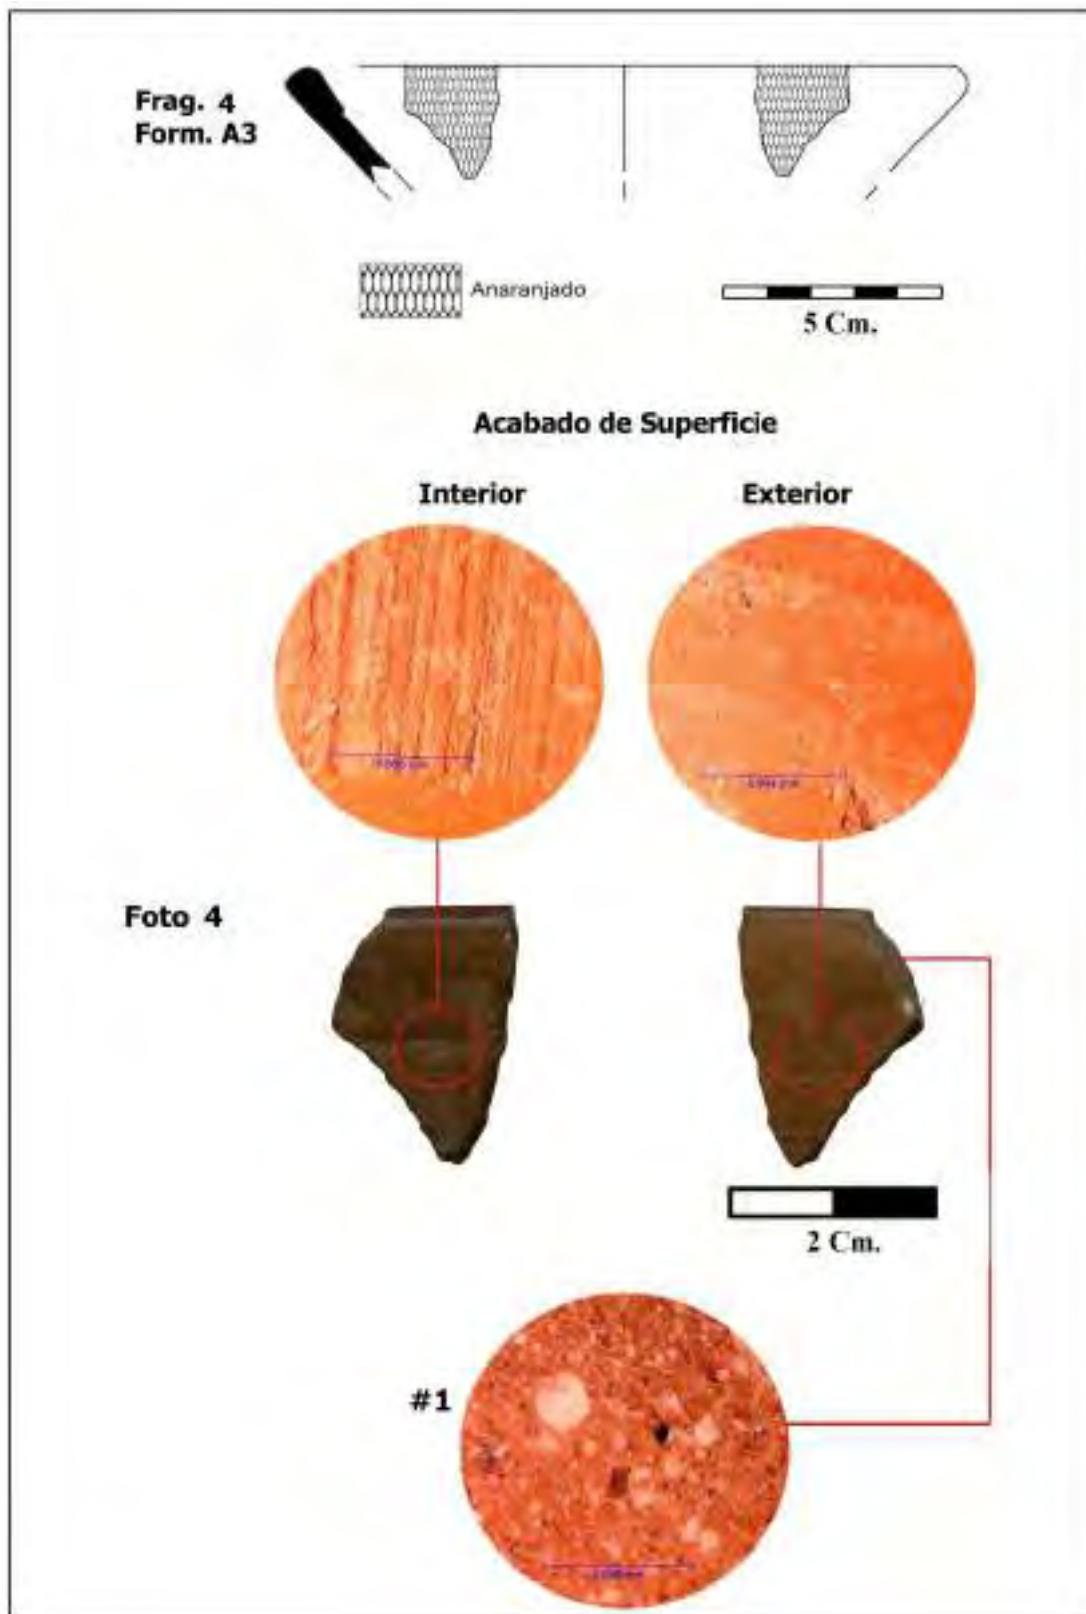 Frag. 4
Form. A3
Anaranjado
5 Cm.
Acabado de Superficie
Interior
Exterior
Foto 4
2 Cm.
#1